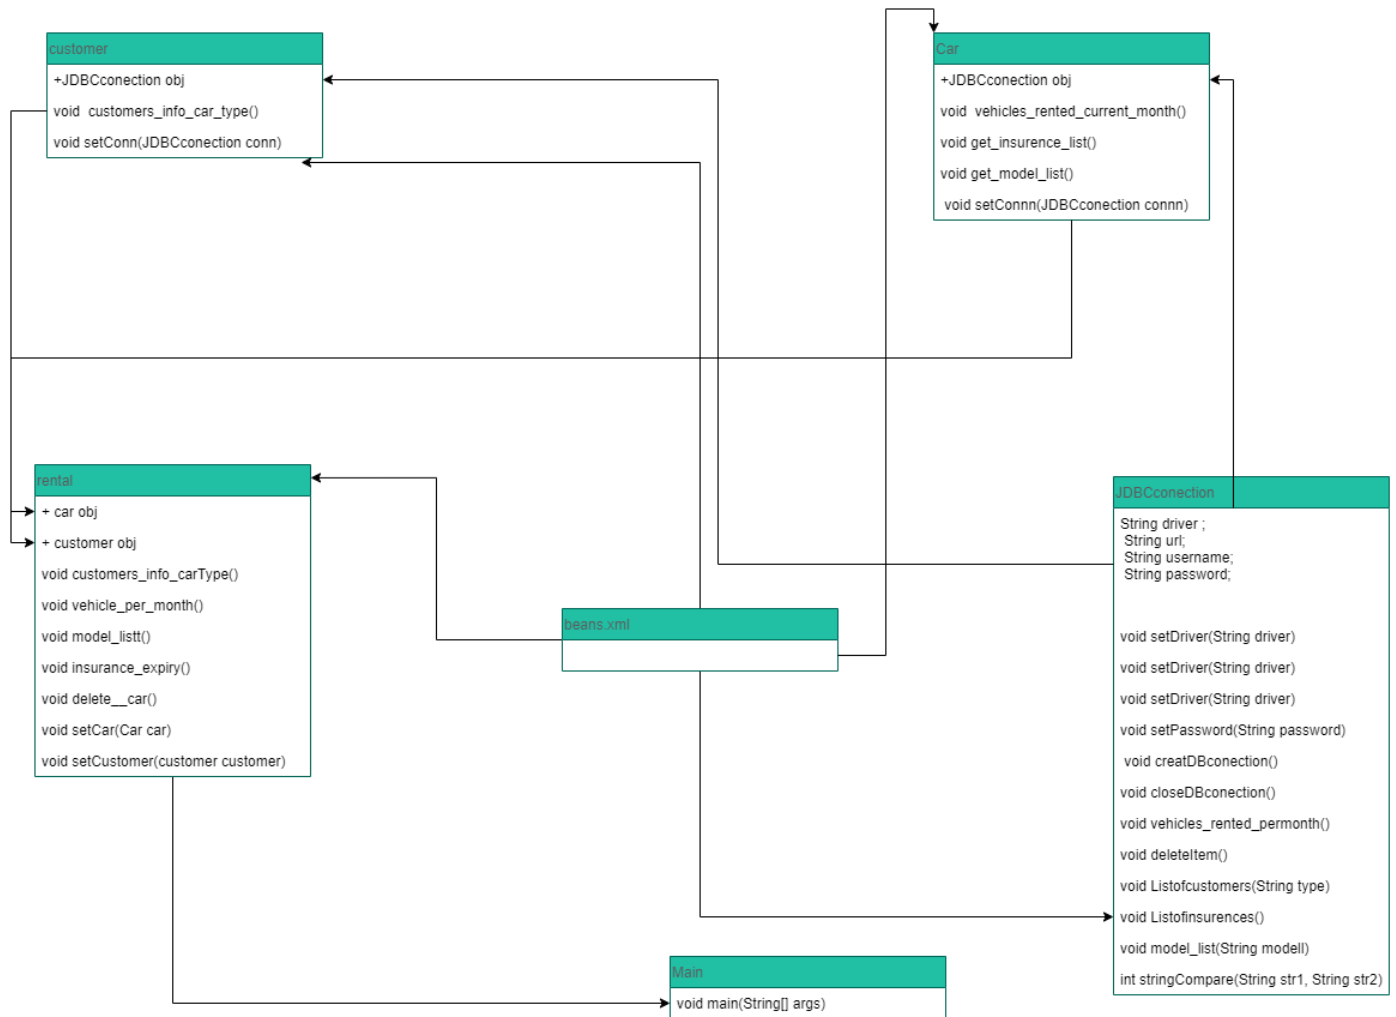 customer
+JDBCconection obj
void customers_info_car_type()
void setConn(JDBCconection conn)
Car
+JDBCconection obj
void vehicles_rented_current_month()
void get_insurence_list()
void get_model_list()
void setConnn(JDBCconection connn)
rental
+ car obj
+ customer obj
void customers_info_carType()
void vehicle_per_month()
void model_listt()
void insurance_expiry()
void delete__car()
void setCar(Car car)
void setCustomer(customer customer)
beans.xml
JDBCconection
String driver ;
String url;
String username;
String password;
void setDriver(String driver)
void setDriver(String driver)
void setDriver(String driver)
void setPassword(String password)
void creatDBconection()
void closeDBconection()
void vehicles_rented_permonth()
void deleteItem()
void Listofcustomers(String type)
void Listofinsurences()
void model_list(String modell)
int stringCompare(String str1, String str2)
Main
void main(String[] args)